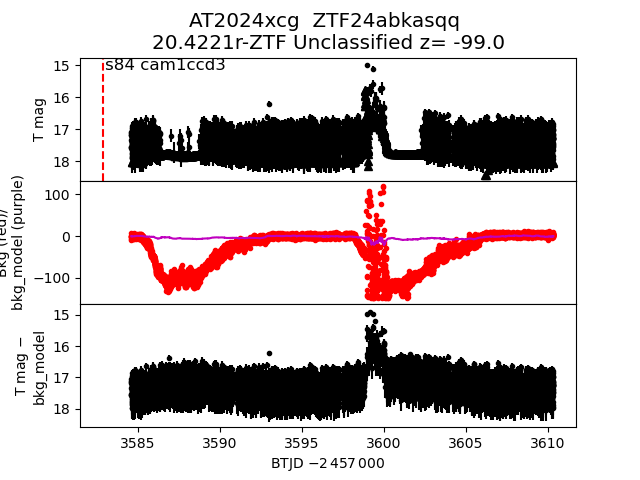 AT2024xcg  ZTF24abkasqq
20.4221r-ZTF Unclassified z= -99.0
s84 cam1ccd3
T mag
15
16
17
18
Bkg (red)/
bkg_model (purple)
100
0
−100
T mag −
bkg_model
15
16
17
18
3585 3590 3595 3600 3605 3610
BTJD −2 457 000